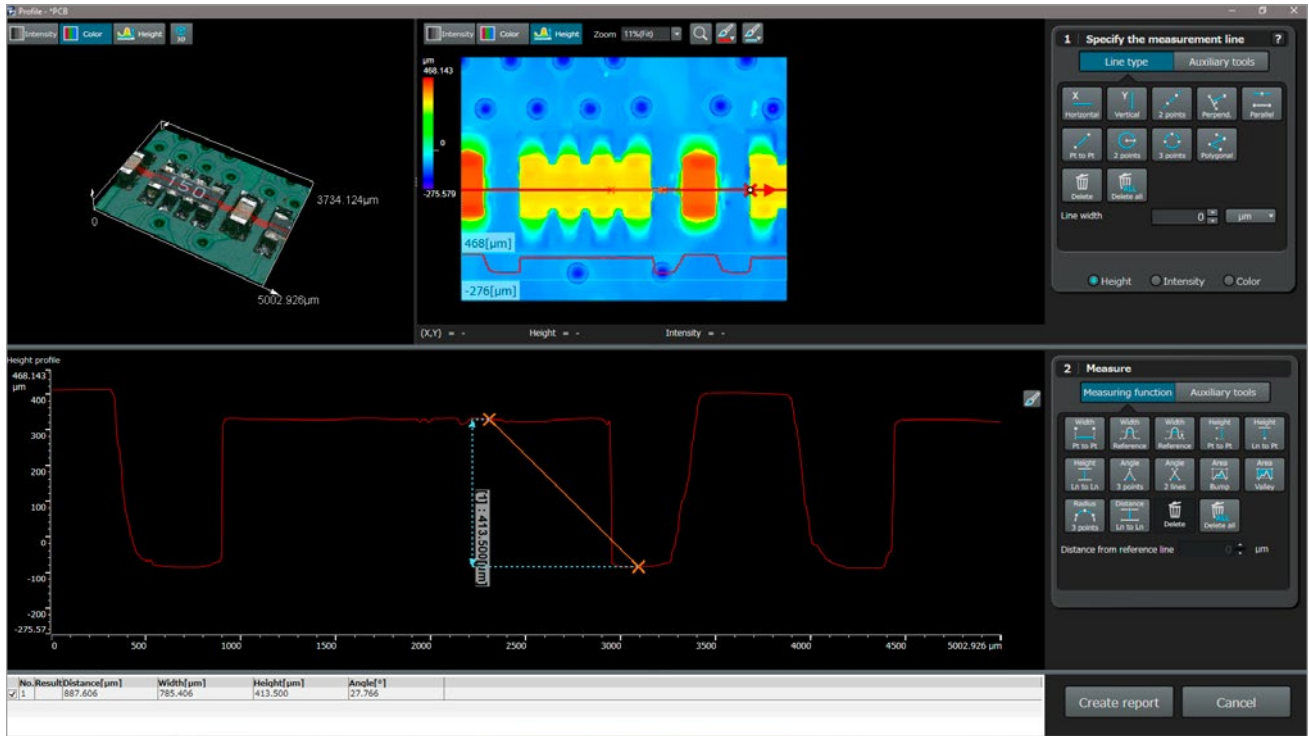 Profile - *PCB
Intensity Color Height 3D
150
0
3734.124µm
5002.926µm
Intensity Color Height Zoom 11%(Fit)
µm
468.143
0
-275.579
468[µm]
-276[µm]
(X,Y) = - Height = - Intensity = -
1 Specify the measurement line ?
Line type Auxiliary tools
X Y
Horizontal Vertical 2 points Perpend. Parallel
Pt to Pt 2 points 3 points Polygonal
ALL
Delete Delete all
Line width 0 µm
Height Intensity Color
Height profile
468.143
µm
400
300
200
100
0
-100
-200
-275.57
0 500 1000 1500 2000 2500 3000 3500 4000 4500 5002.926 µm
(1) : 413.500[µm]
2 Measure
Measuring function Auxiliary tools
Width Width Width Height Height
Pt to Pt Reference Reference Pt to Pt Ln to Pt
Height Angle Angle Area Area
Ln to Ln 3 points 2 lines Bump Valley
Radius Distance ALL
3 points Ln to Ln Delete Delete all
Distance from reference line 0 µm
No. Result Distance[µm] Width[µm] Height[µm] Angle[°]
1 887.606 785.406 413.500 27.766
Create report Cancel